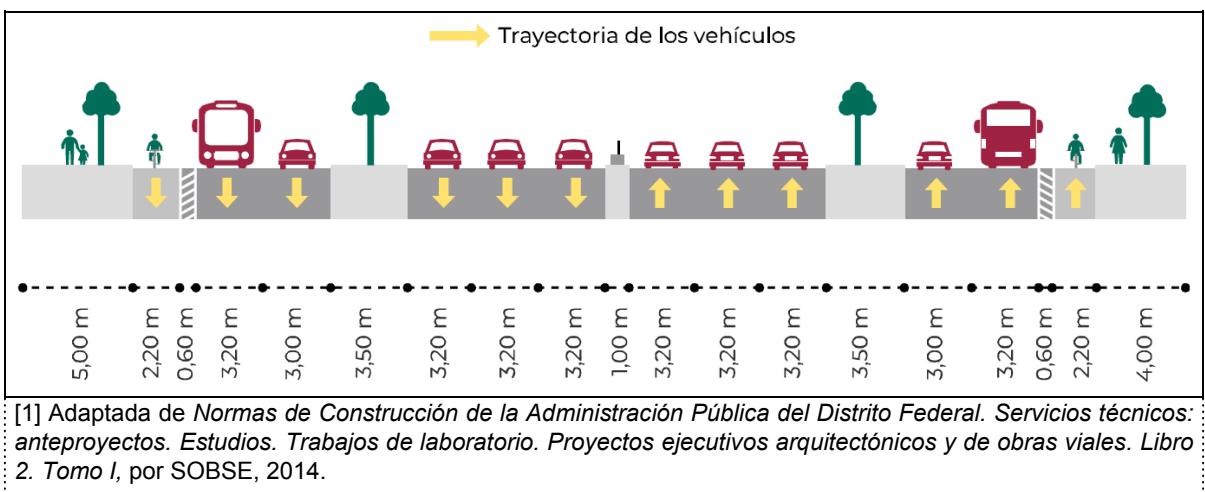 Trayectoria de los vehículos
5,00 m
2,20 m
0,60 m
3,20 m
3,00 m
3,50 m
3,20 m
3,20 m
3,20 m
1,00 m
3,20 m
3,20 m
3,20 m
3,50 m
3,00 m
3,20 m
0,60 m
2,20 m
4,00 m
[1] Adaptada de Normas de Construcción de la Administración Pública del Distrito Federal. Servicios técnicos:
anteproyectos. Estudios. Trabajos de laboratorio. Proyectos ejecutivos arquitectónicos y de obras viales. Libro
2. Tomo I, por SOBSE, 2014.